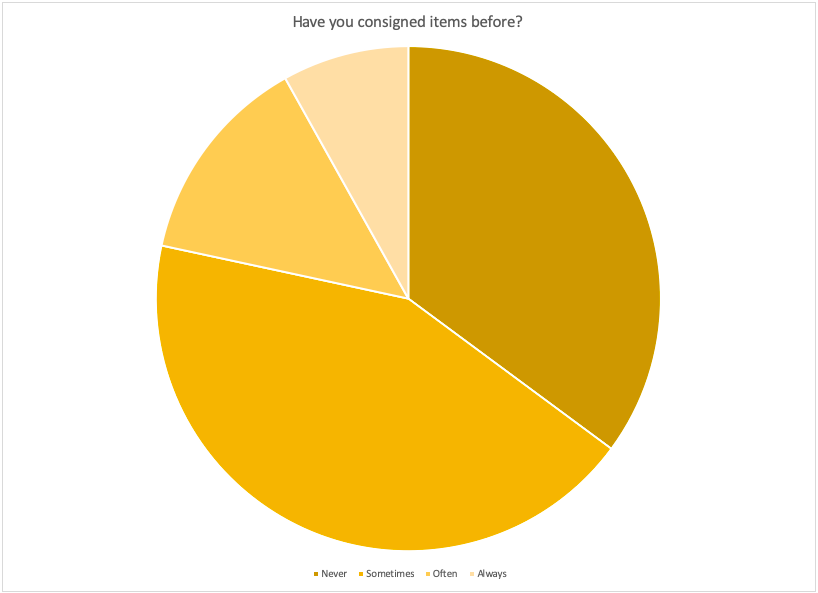 Have you consigned items before?
Never Sometimes Often Always